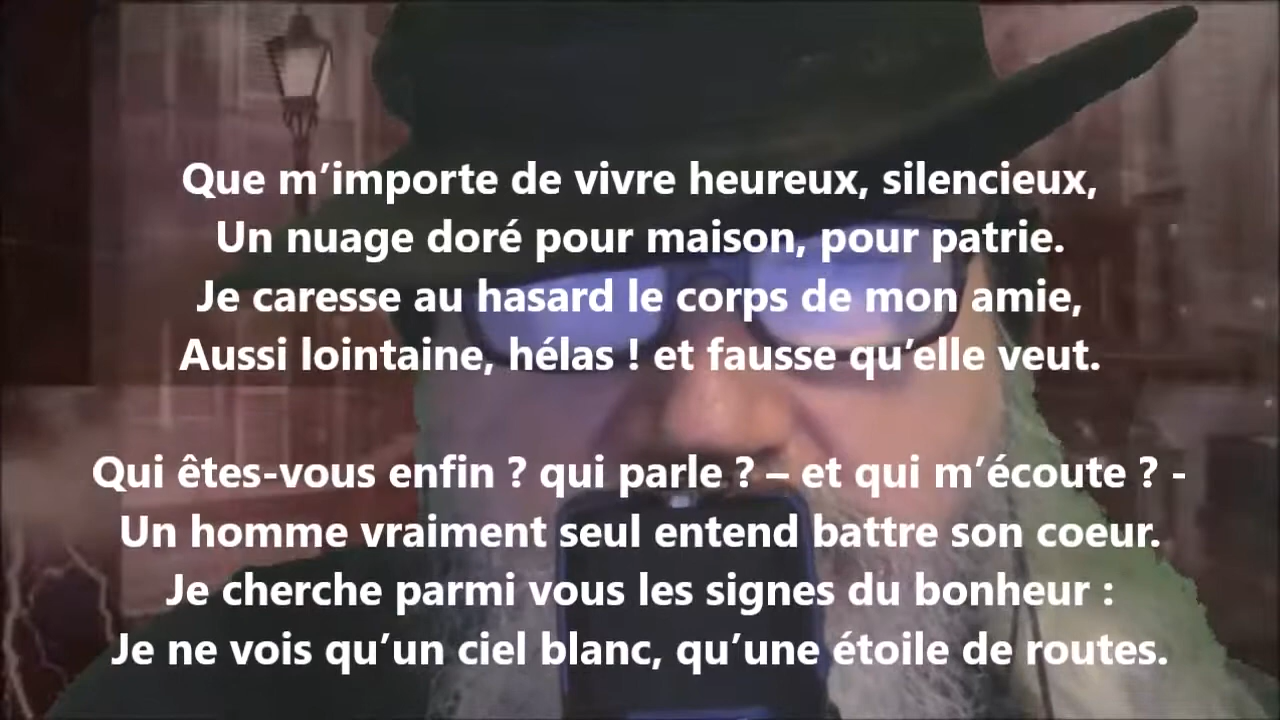 Que m’importe de vivre heureux, silencieux,
Un nuage doré pour maison, pour patrie.
Je caresse au hasard le corps de mon amie,
Aussi lointaine, hélas ! et fausse qu’elle veut.
Qui êtes-vous enfin ? qui parle ? – et qui m’écoute ? -
Un homme vraiment seul entend battre son coeur.
Je cherche parmi vous les signes du bonheur :
Je ne vois qu’un ciel blanc, qu’une étoile de routes.